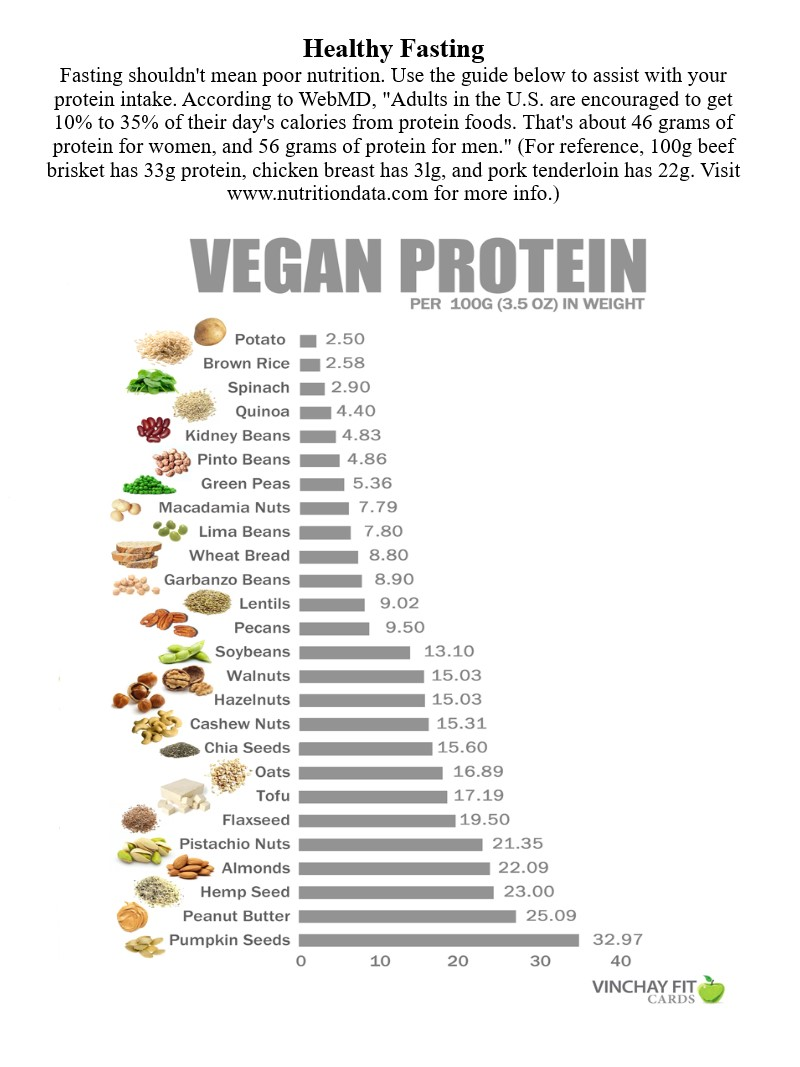 Healthy Fasting
Fasting shouldn't mean poor nutrition. Use the guide below to assist with your
protein intake. According to WebMD, "Adults in the U.S. are encouraged to get
10% to 35% of their day's calories from protein foods. That's about 46 grams of
protein for women, and 56 grams of protein for men." (For reference, 100g beef
brisket has 33g protein, chicken breast has 3lg, and pork tenderloin has 22g. Visit
www.nutritiondata.com for more info.)
VEGAN PROTEIN
PER 100G (3.5 OZ) IN WEIGHT
Potato 2.50
Brown Rice 2.58
Spinach 2.90
Quinoa 4.40
Kidney Beans 4.83
Pinto Beans 4.86
Green Peas 5.36
Macadamia Nuts 7.79
Lima Beans 7.80
Wheat Bread 8.80
Garbanzo Beans 8.90
Lentils 9.02
Pecans 9.50
Soybeans 13.10
Walnuts 15.03
Hazelnuts 15.03
Cashew Nuts 15.31
Chia Seeds 15.60
Oats 16.89
Tofu 17.19
Flaxseed 19.50
Pistachio Nuts 21.35
Almonds 22.09
Hemp Seed 23.00
Peanut Butter 25.09
Pumpkin Seeds 32.97
0 10 20 30 40
VINCHAY FIT
CARDS